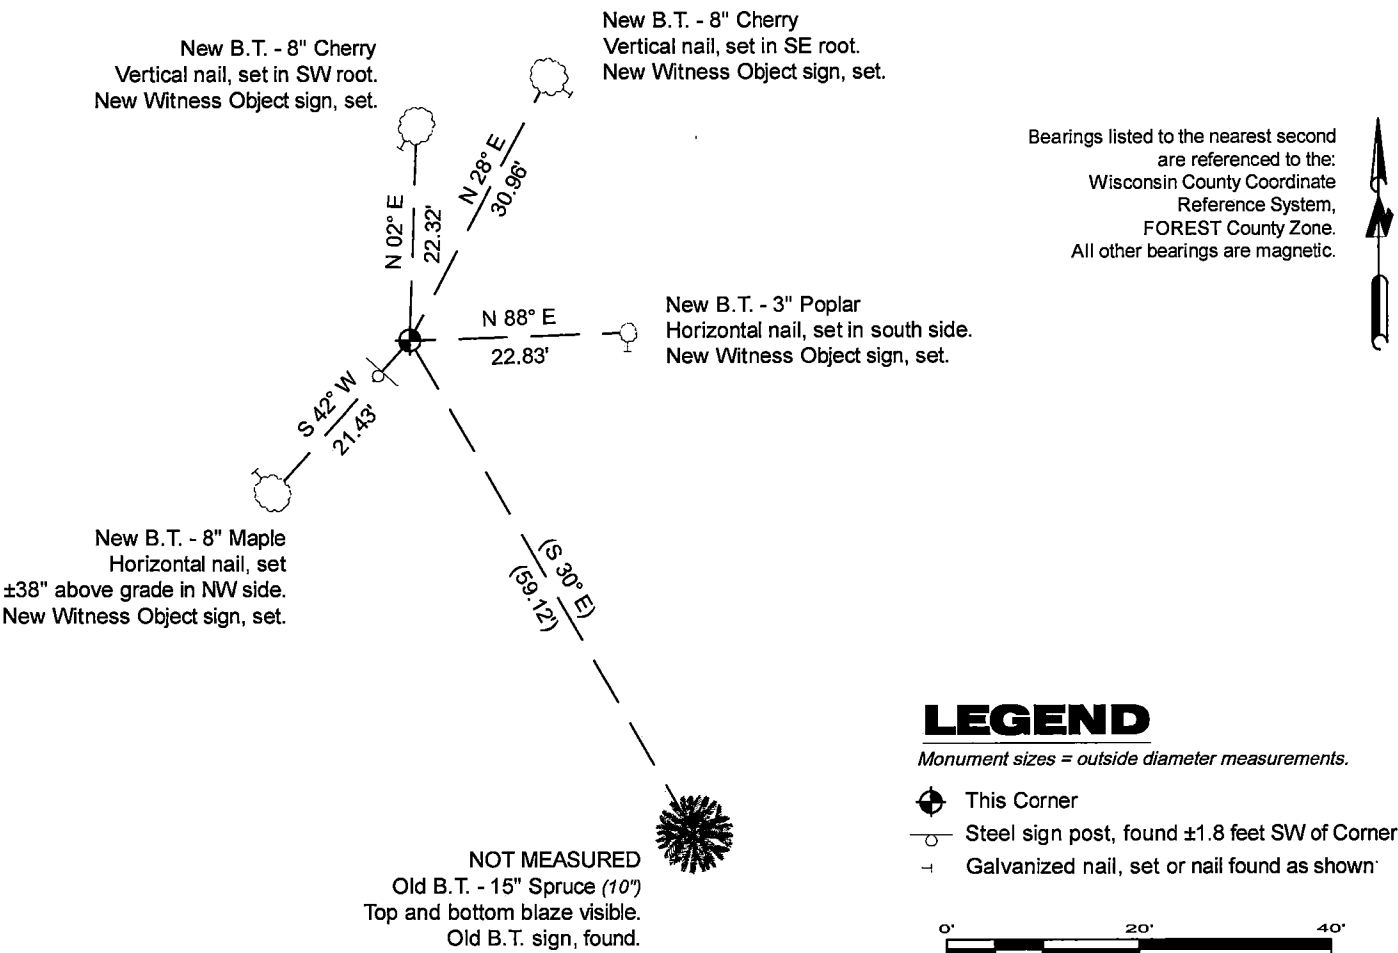 New B.T. - 8" Cherry
Vertical nail, set in SW root.
New Witness Object sign, set.
New B.T. - 8" Cherry
Vertical nail, set in SE root.
New Witness Object sign, set.
Bearings listed to the nearest second
are referenced to the:
Wisconsin County Coordinate
Reference System,
FOREST County Zone.
All other bearings are magnetic.
N 02° E
22.32'
N 28° E
30.96'
N 88° E
22.83'
New B.T. - 3" Poplar
Horizontal nail, set in south side.
New Witness Object sign, set.
S 42° W
21.43'
New B.T. - 8" Maple
Horizontal nail, set
±38" above grade in NW side.
New Witness Object sign, set.
(S 30° E)
(59.12')
NOT MEASURED
Old B.T. - 15" Spruce (10")
Top and bottom blaze visible.
Old B.T. sign, found.
LEGEND
Monument sizes = outside diameter measurements.
This Corner
Steel sign post, found ±1.8 feet SW of Corner
Galvanized nail, set or nail found as shown
0' 20' 40'